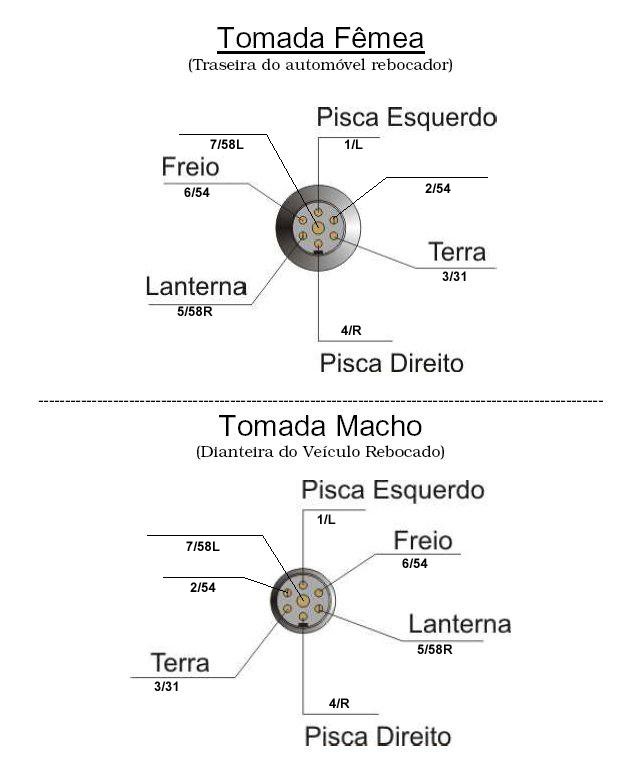 Tomada Fêmea
(Traseira do automóvel rebocador)
Pisca Esquerdo
7/58L
1/L
Freio
6/54
2/54
Terra
3/31
Lanterna
5/58R
4/R
Pisca Direito
Tomada Macho
(Dianteira do Veículo Rebocado)
Pisca Esquerdo
1/L
7/58L
Freio
6/54
2/54
Lanterna
5/58R
Terra
3/31
4/R
Pisca Direito